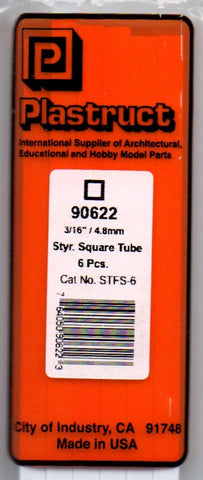 Plastruct
International Supplier of Architectural,
Educational and Hobby Model Parts
90622
3/16" / 4.8mm
Styr. Square Tube
6 Pcs.
Cat No. STFS-6
City of Industry, CA 91748
Made in USA